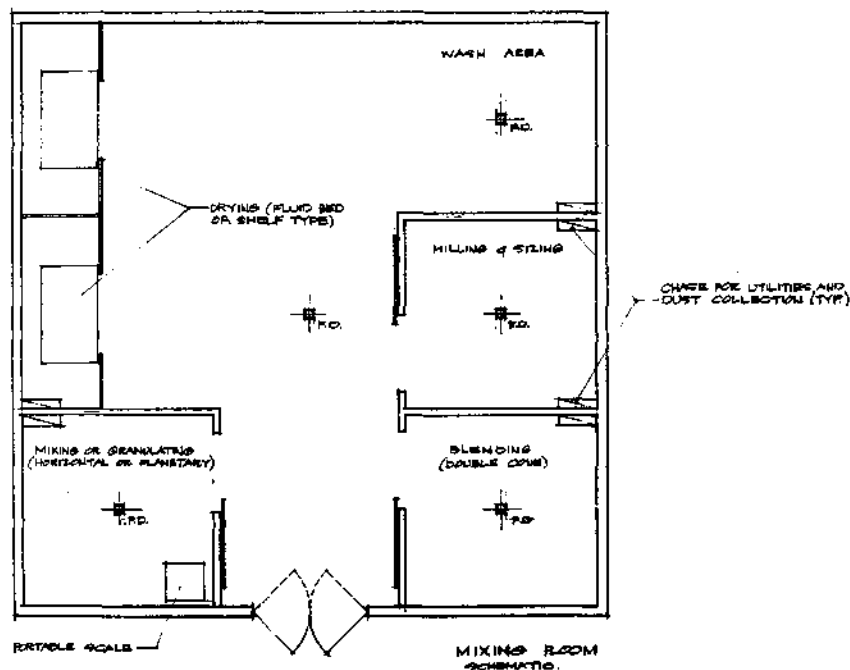 WASH AREA
F.D.
DRYING (FLUID BED
OR SHELF TYPE)
MILLING & SIZING
CHASE FOR UTILITIES, AND
DUST COLLECTION (TYP.)
F.D.
F.D.
MIXING OR GRANULATING
(HORIZONTAL OR PLANETARY)
BLENDING
(DOUBLE CONE)
F.D.
F.D.
PORTABLE SCALE
MIXING ROOM
SCHEMATIC.